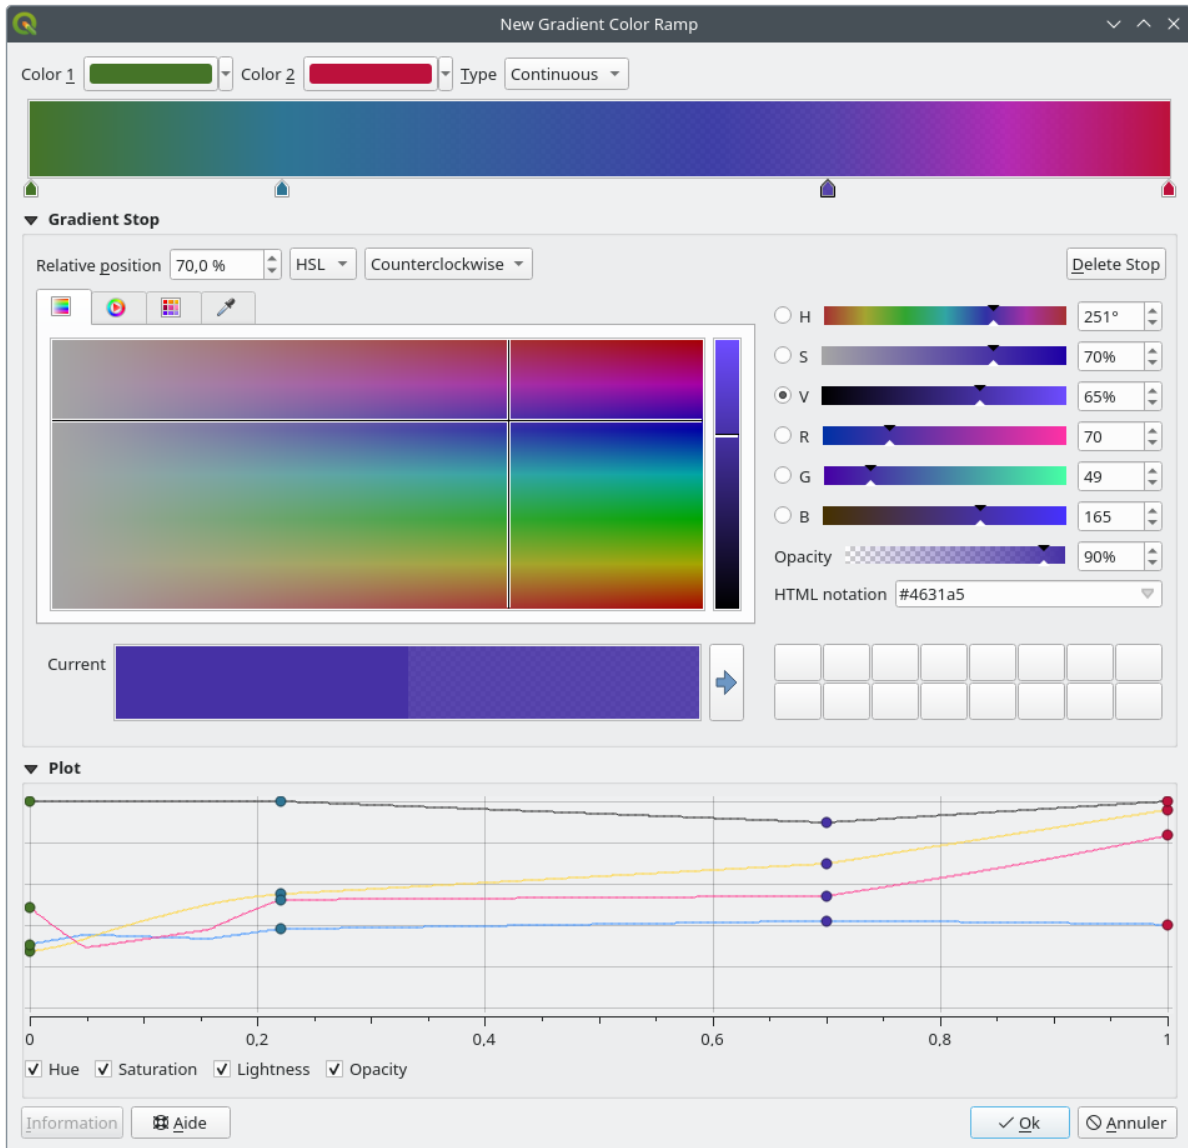 New Gradient Color Ramp
Color 1 Color 2 Type Continuous
Gradient Stop
Relative position 70,0 % HSL Counterclockwise Delete Stop
H 251°
S 70%
V 65%
R 70
G 49
B 165
Opacity 90%
HTML notation #4631a5
Current
Plot
0 0,2 0,4 0,6 0,8 1
Hue Saturation Lightness Opacity
Information Aide Ok Annuler